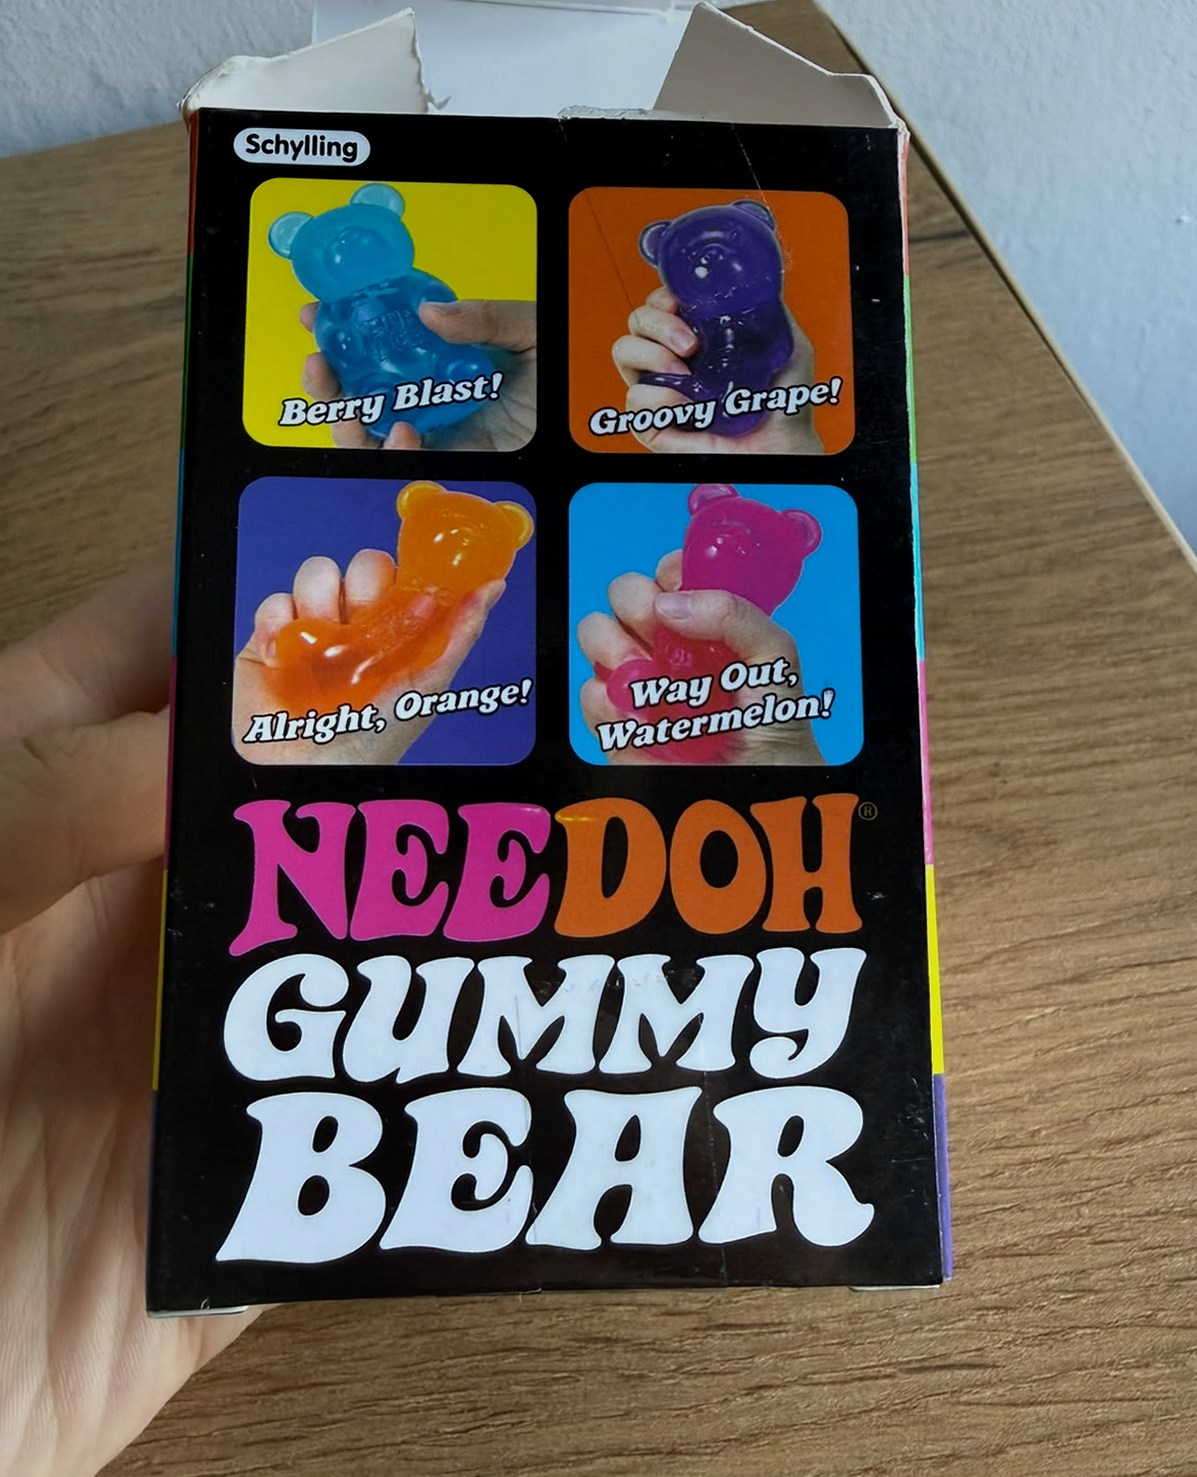 Schylling
Berry Blast!
Groovy Grape!
Alright, Orange!
Way Out,
Watermelon!
NEEDOH®
GUMMY
BEAR